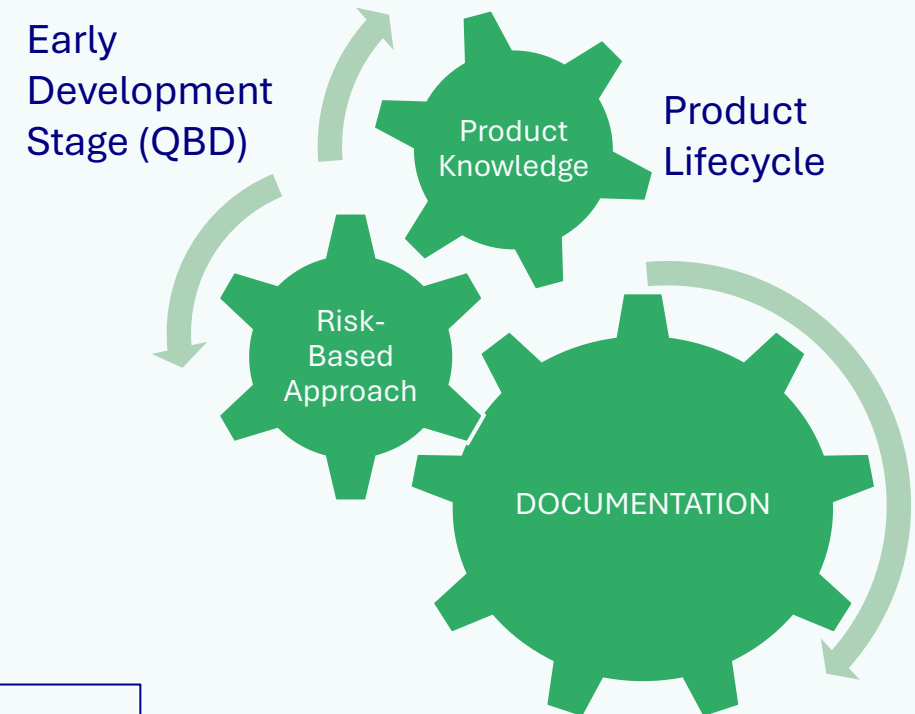 Early
Development
Stage (QBD)
Product
Knowledge
Product
Lifecycle
Risk-
Based
Approach
DOCUMENTATION